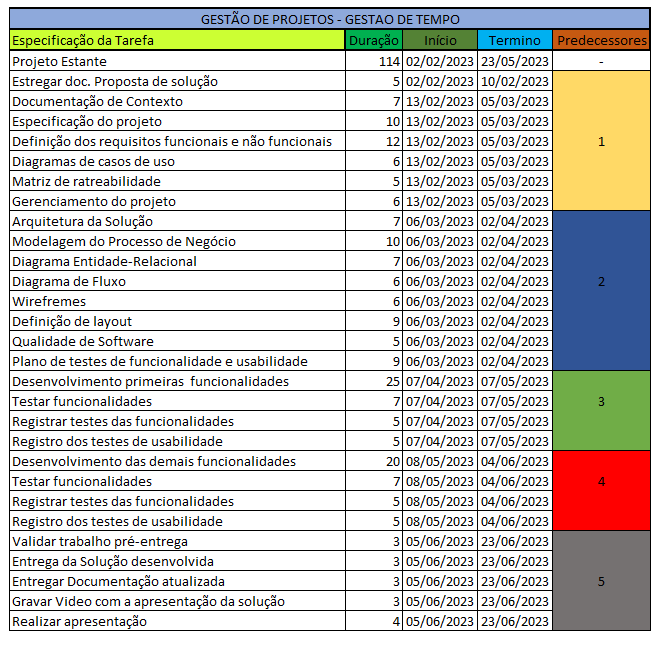 GESTÃO DE PROJETOS - GESTAO DE TEMPO
Especificação da Tarefa Duração Início Termino Predecessores
Projeto Estante 114 02/02/2023 23/05/2023 -
Estregar doc. Proposta de solução 5 02/02/2023 10/02/2023
Documentação de Contexto 7 13/02/2023 05/03/2023
Especificação do projeto 10 13/02/2023 05/03/2023
Definição dos requisitos funcionais e não funcionais 12 13/02/2023 05/03/2023 1
Diagramas de casos de uso 6 13/02/2023 05/03/2023
Matriz de ratreabilidade 5 13/02/2023 05/03/2023
Gerenciamento do projeto 6 13/02/2023 05/03/2023
Arquitetura da Solução 7 06/03/2023 02/04/2023
Modelagem do Processo de Negócio 10 06/03/2023 02/04/2023
Diagrama Entidade-Relacional 7 06/03/2023 02/04/2023
Diagrama de Fluxo 6 06/03/2023 02/04/2023 2
Wirefremes 6 06/03/2023 02/04/2023
Definição de layout 9 06/03/2023 02/04/2023
Qualidade de Software 5 06/03/2023 02/04/2023
Plano de testes de funcionalidade e usabilidade 9 06/03/2023 02/04/2023
Desenvolvimento primeiras funcionalidades 25 07/04/2023 07/05/2023
Testar funcionalidades 7 07/04/2023 07/05/2023 3
Registrar testes das funcionalidades 5 07/04/2023 07/05/2023
Registro dos testes de usabilidade 5 07/04/2023 07/05/2023
Desenvolvimento das demais funcionalidades 20 08/05/2023 04/06/2023
Testar funcionalidades 7 08/05/2023 04/06/2023 4
Registrar testes das funcionalidades 5 08/05/2023 04/06/2023
Registro dos testes de usabilidade 5 08/05/2023 04/06/2023
Validar trabalho pré-entrega 3 05/06/2023 23/06/2023
Entrega da Solução desenvolvida 3 05/06/2023 23/06/2023
Entregar Documentação atualizada 3 05/06/2023 23/06/2023 5
Gravar Video com a apresentação da solução 3 05/06/2023 23/06/2023
Realizar apresentação 4 05/06/2023 23/06/2023